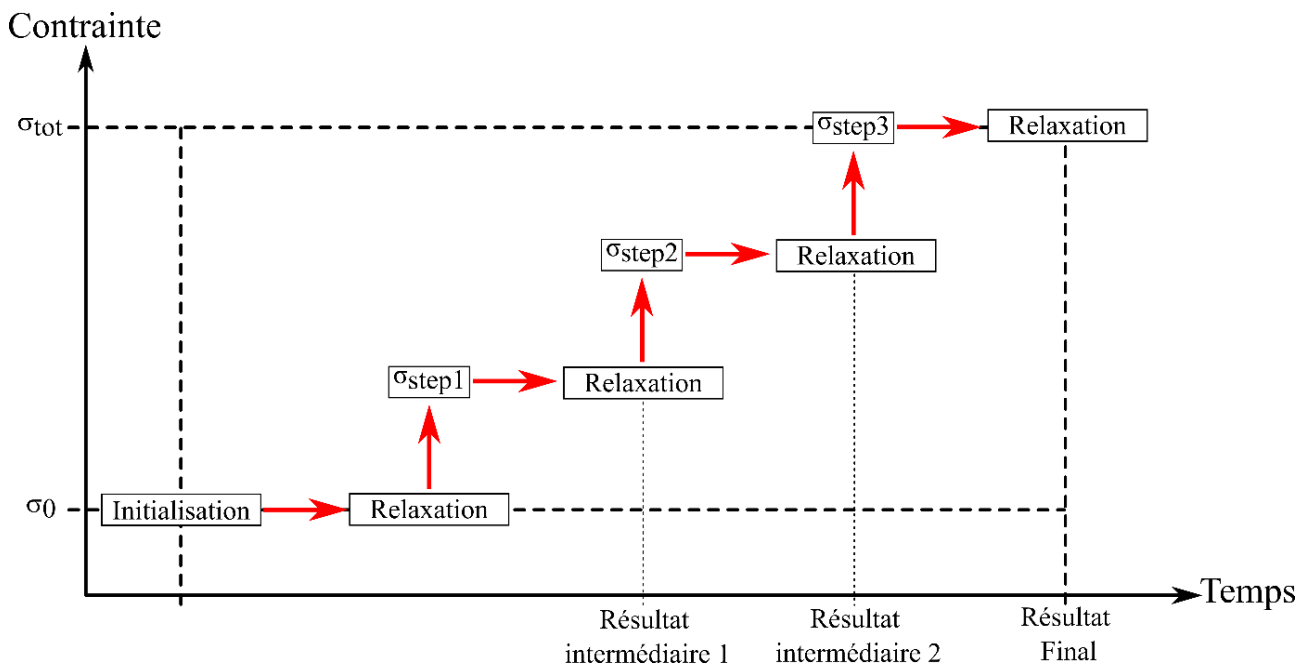 Contrainte
σtot
σstep3
Relaxation
σstep2
Relaxation
σstep1
Relaxation
σ0
Initialisation
Relaxation
Temps
Résultat
intermédiaire 1
Résultat
intermédiaire 2
Résultat
Final